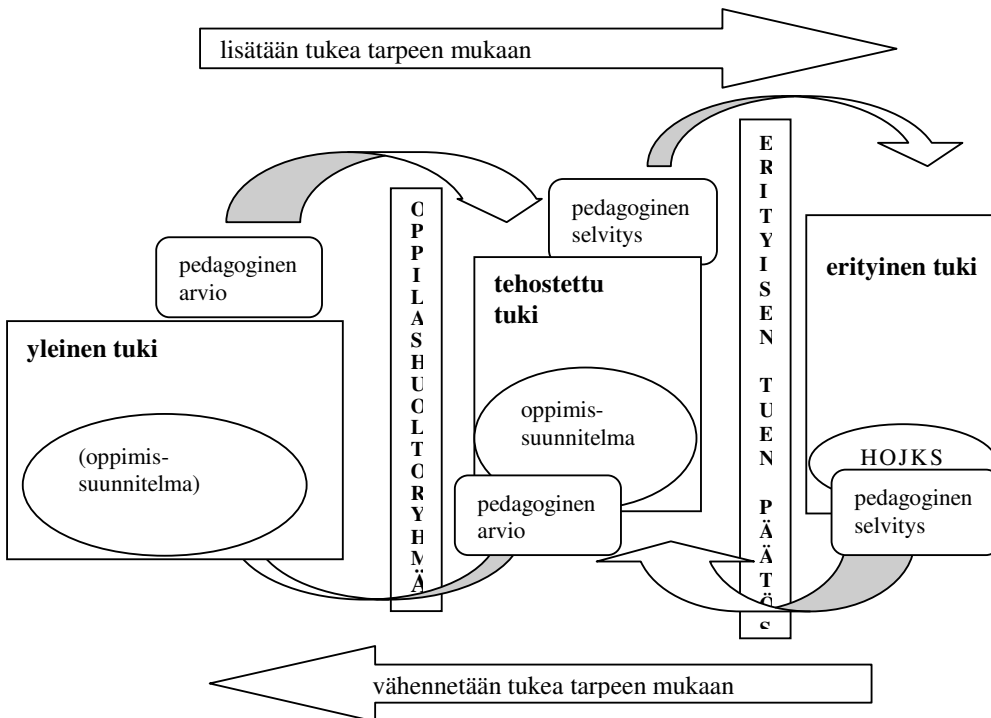 lisätään tukea tarpeen mukaan
pedagoginen
arvio
yleinen tuki
(oppimis-
suunnitelma)
OPPILASHUOLTORYHMÄ
pedagoginen
selvitys
tehostettu
tuki
oppimis-
suunnitelma
pedagoginen
arvio
ERITYISEN TUEN PÄÄTÖS
erityinen tuki
HOJKS
pedagoginen
selvitys
vähennetään tukea tarpeen mukaan